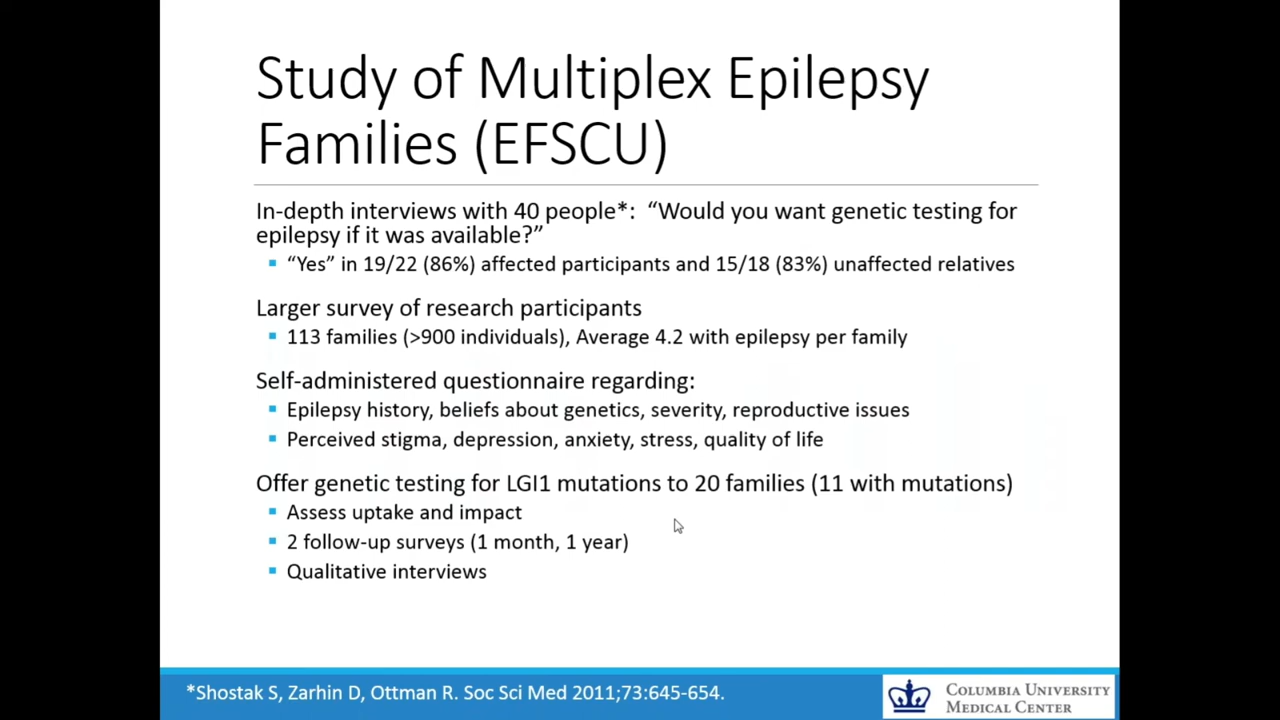 Study of Multiplex Epilepsy
Families (EFSCU)
In-depth interviews with 40 people*:  “Would you want genetic testing for
epilepsy if it was available?”
▪ “Yes” in 19/22 (86%) affected participants and 15/18 (83%) unaffected relatives
Larger survey of research participants
▪ 113 families (>900 individuals), Average 4.2 with epilepsy per family
Self-administered questionnaire regarding:
▪ Epilepsy history, beliefs about genetics, severity, reproductive issues
▪ Perceived stigma, depression, anxiety, stress, quality of life
Offer genetic testing for LGI1 mutations to 20 families (11 with mutations)
▪ Assess uptake and impact
▪ 2 follow-up surveys (1 month, 1 year)
▪ Qualitative interviews
*Shostak S, Zarhin D, Ottman R. Soc Sci Med 2011;73:645-654.
COLUMBIA UNIVERSITY
MEDICAL CENTER